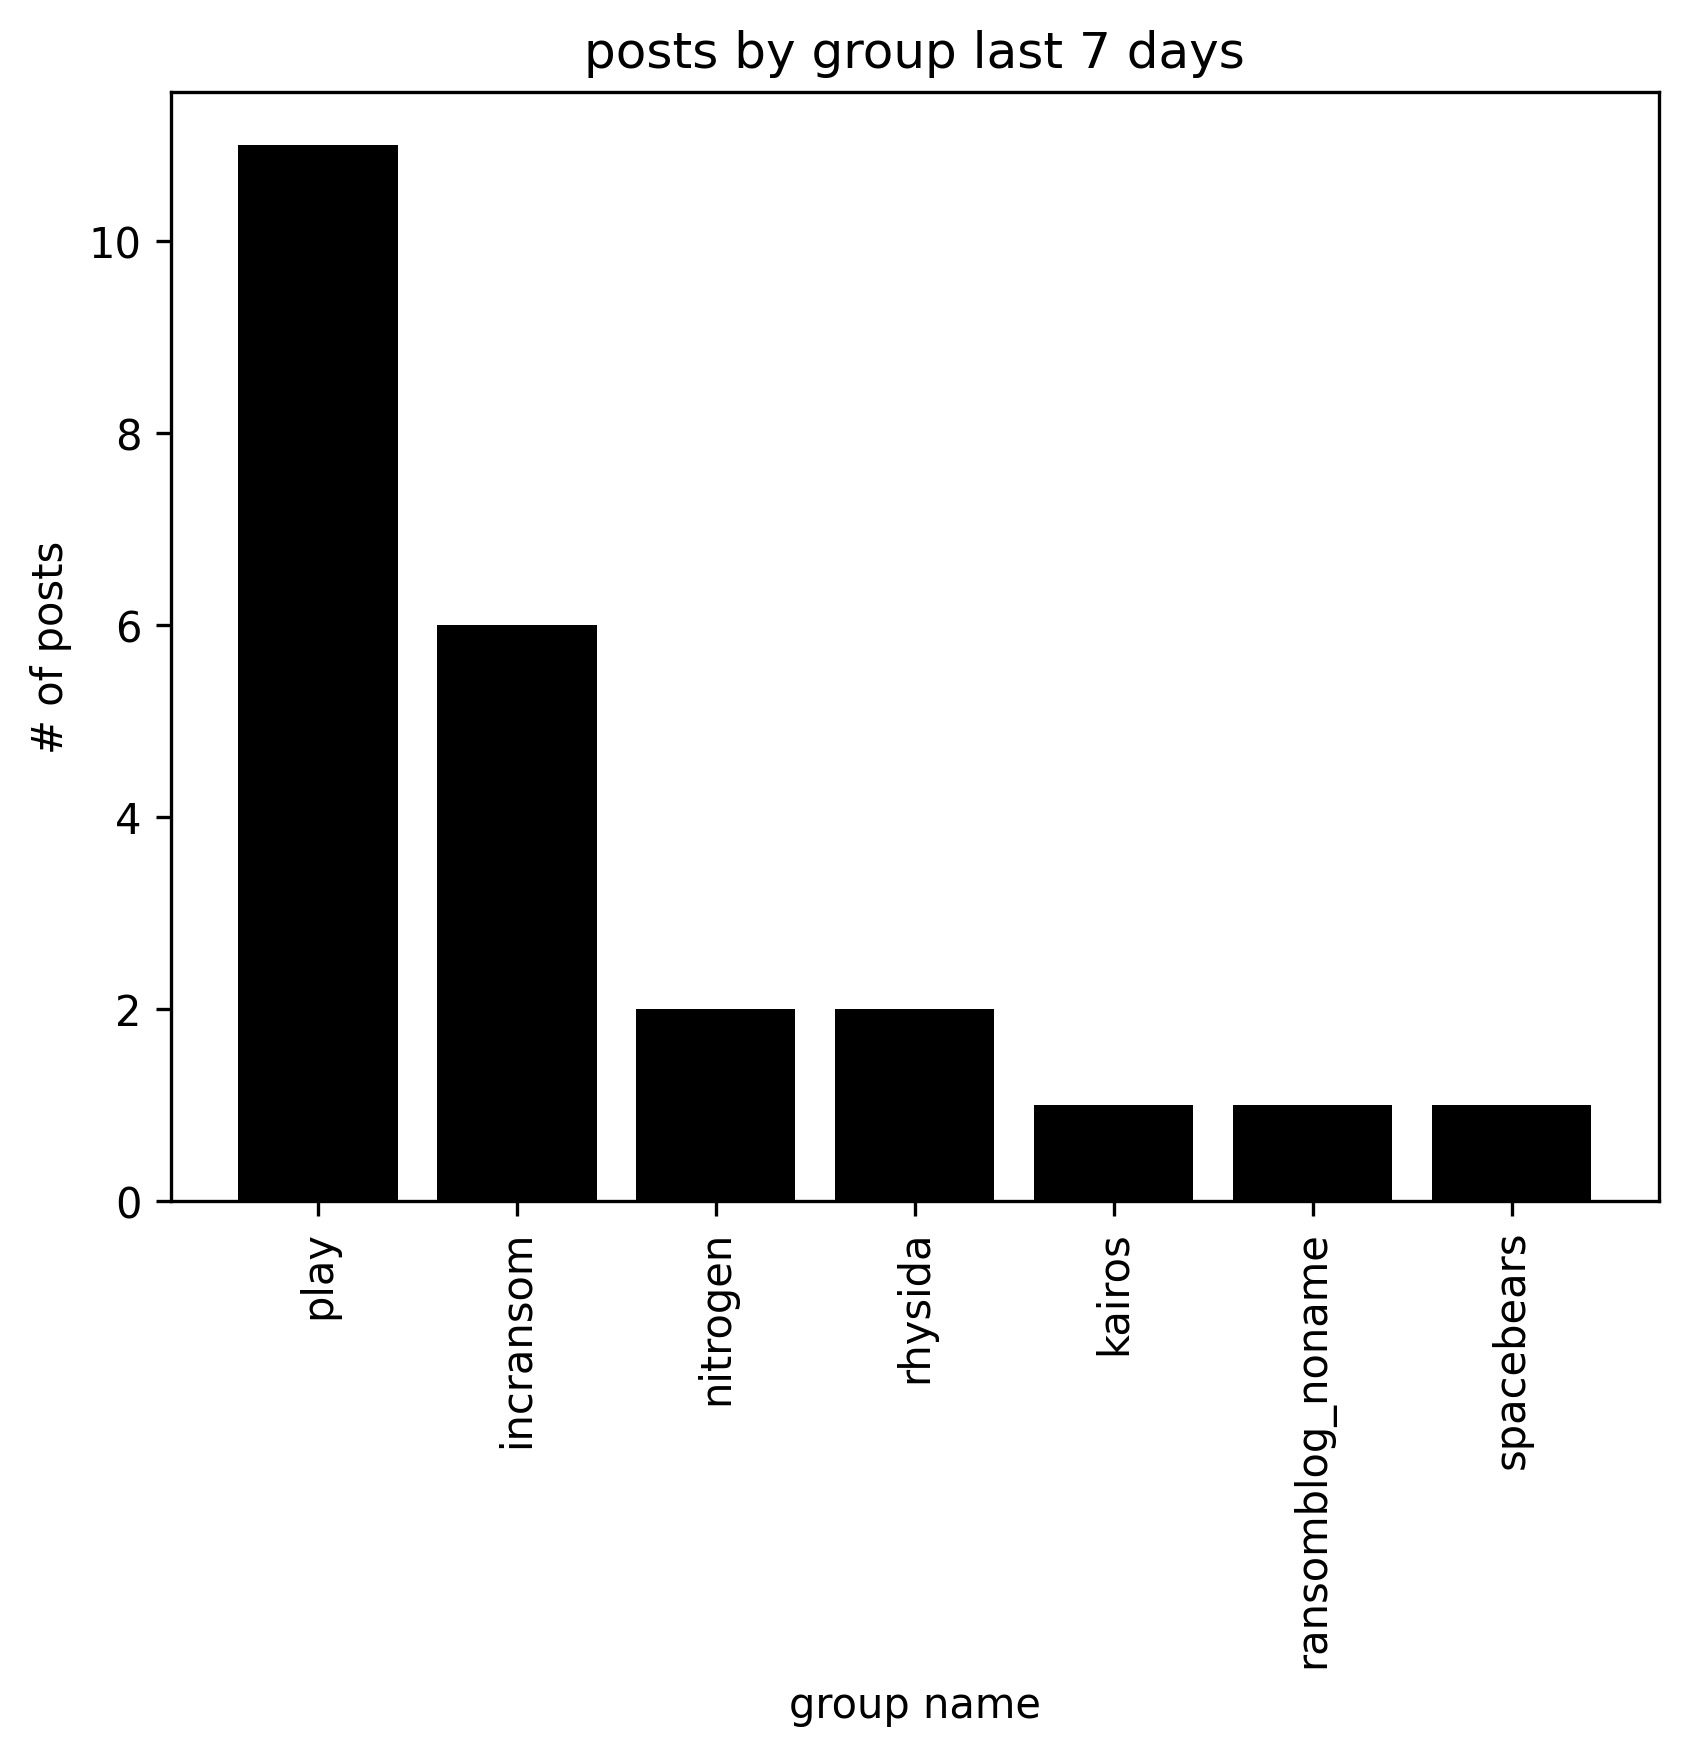 posts by group last 7 days
# of posts
10
8
6
4
2
0
play
incransom
nitrogen
rhysida
kairos
ransomblog_noname
spacebears
group name